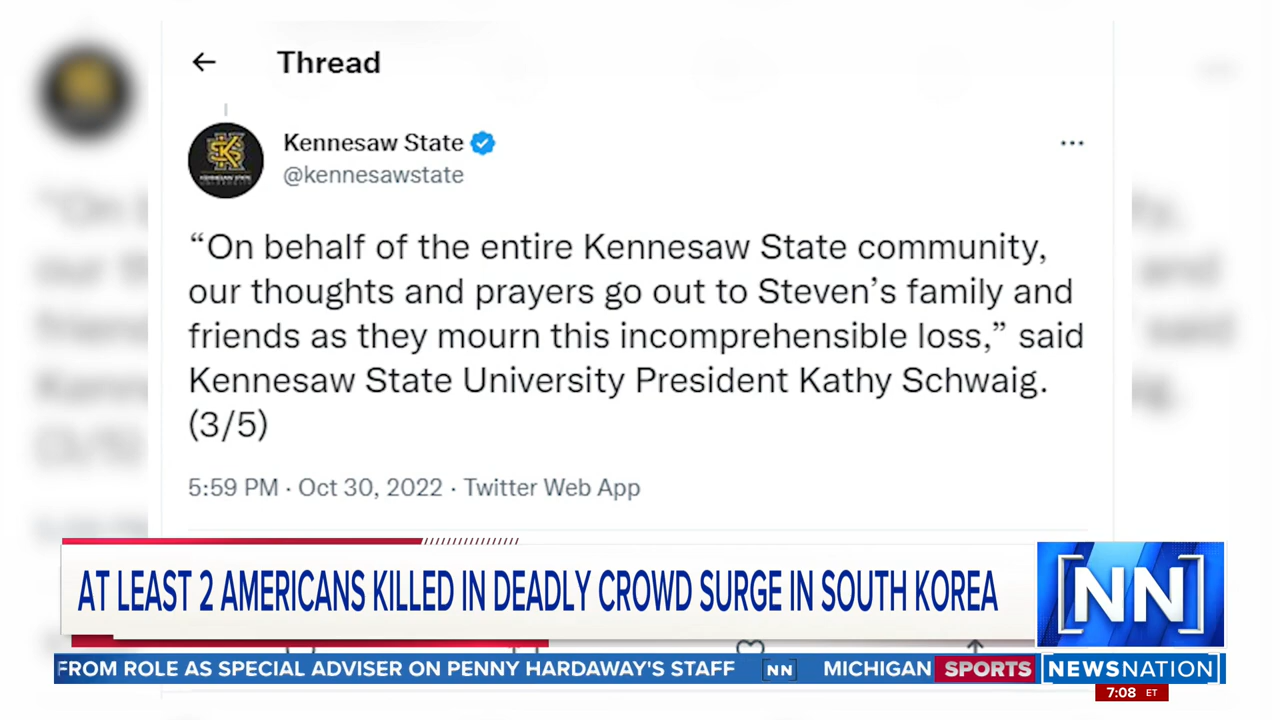 Thread
Kennesaw State
@kennesawstate
“On behalf of the entire Kennesaw State community,
our thoughts and prayers go out to Steven’s family and
friends as they mourn this incomprehensible loss,” said
Kennesaw State University President Kathy Schwaig.
(3/5)
5:59 PM · Oct 30, 2022 · Twitter Web App
AT LEAST 2 AMERICANS KILLED IN DEADLY CROWD SURGE IN SOUTH KOREA
[NN]
FROM ROLE AS SPECIAL ADVISER ON PENNY HARDAWAY'S STAFF [NN] MICHIGAN SPORTS NEWSNATION
7:08 ET